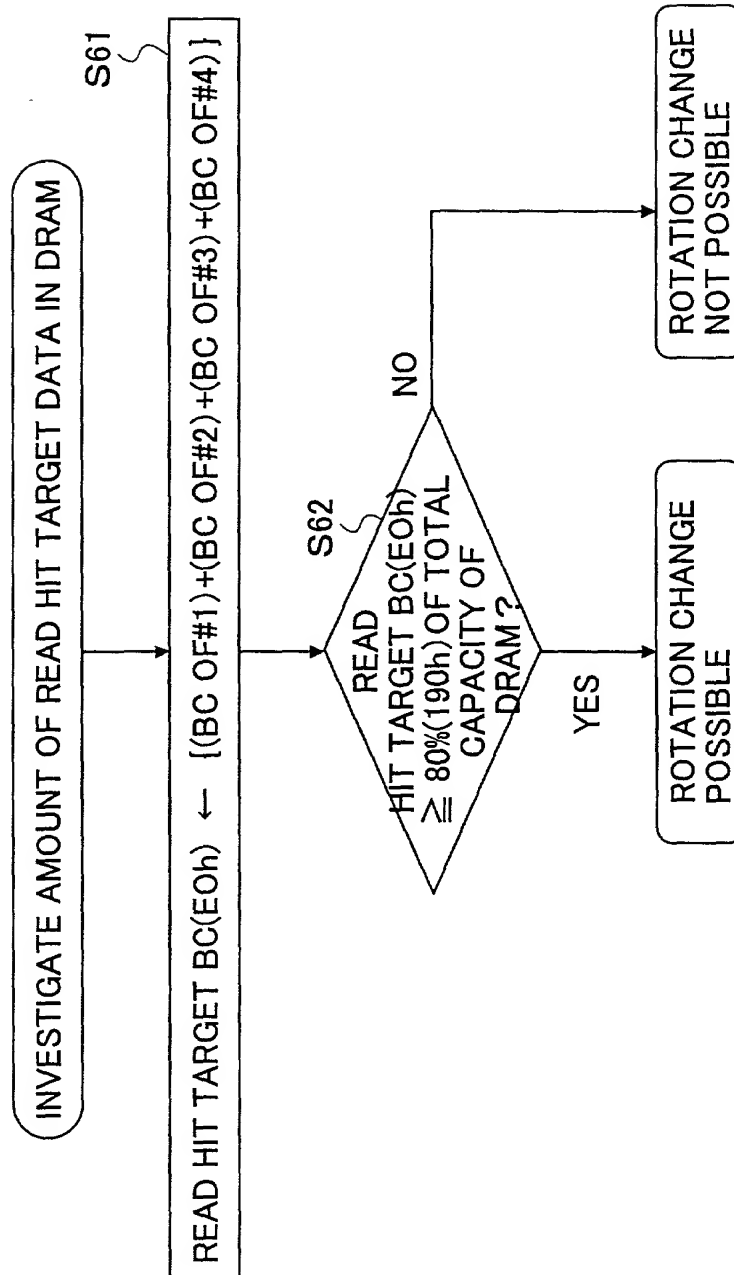 INVESTIGATE AMOUNT OF READ HIT TARGET DATA IN DRAM
S61
READ HIT TARGET BC(E0h) ← {(BC OF#1)+(BC OF#2)+(BC OF#3)+(BC OF#4)}
S62
READ
HIT TARGET BC(E0h)
≧ 80%(190h) OF TOTAL
CAPACITY OF
DRAM?
NO
YES
ROTATION CHANGE
POSSIBLE
ROTATION CHANGE
NOT POSSIBLE